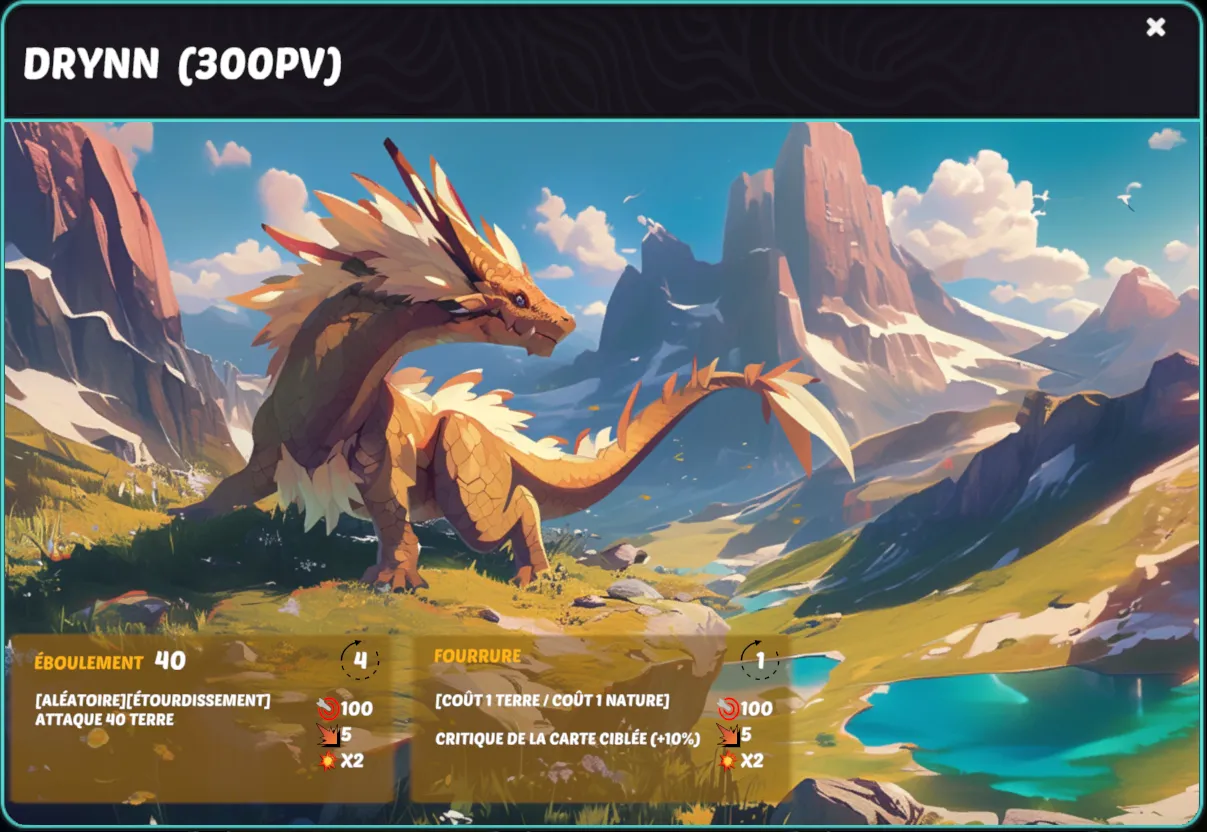 DRYNN (300PV)
ÉBOULEMENT 40
4
[ALÉATOIRE][ÉTOURDISSEMENT]
ATTAQUE 40 TERRE
100
5
X2
FOURRURE
1
[COÛT 1 TERRE / COÛT 1 NATURE]
CRITIQUE DE LA CARTE CIBLÉE (+10%)
100
5
X2